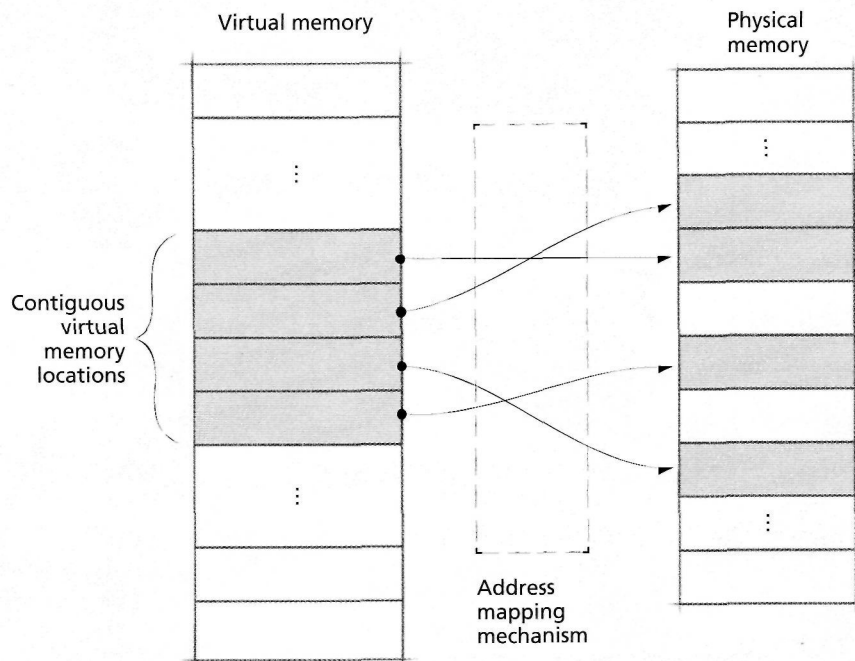 Virtual memory
Physical
memory
⋮
⋮
Contiguous
virtual
memory
locations
⋮
⋮
Address
mapping
mechanism